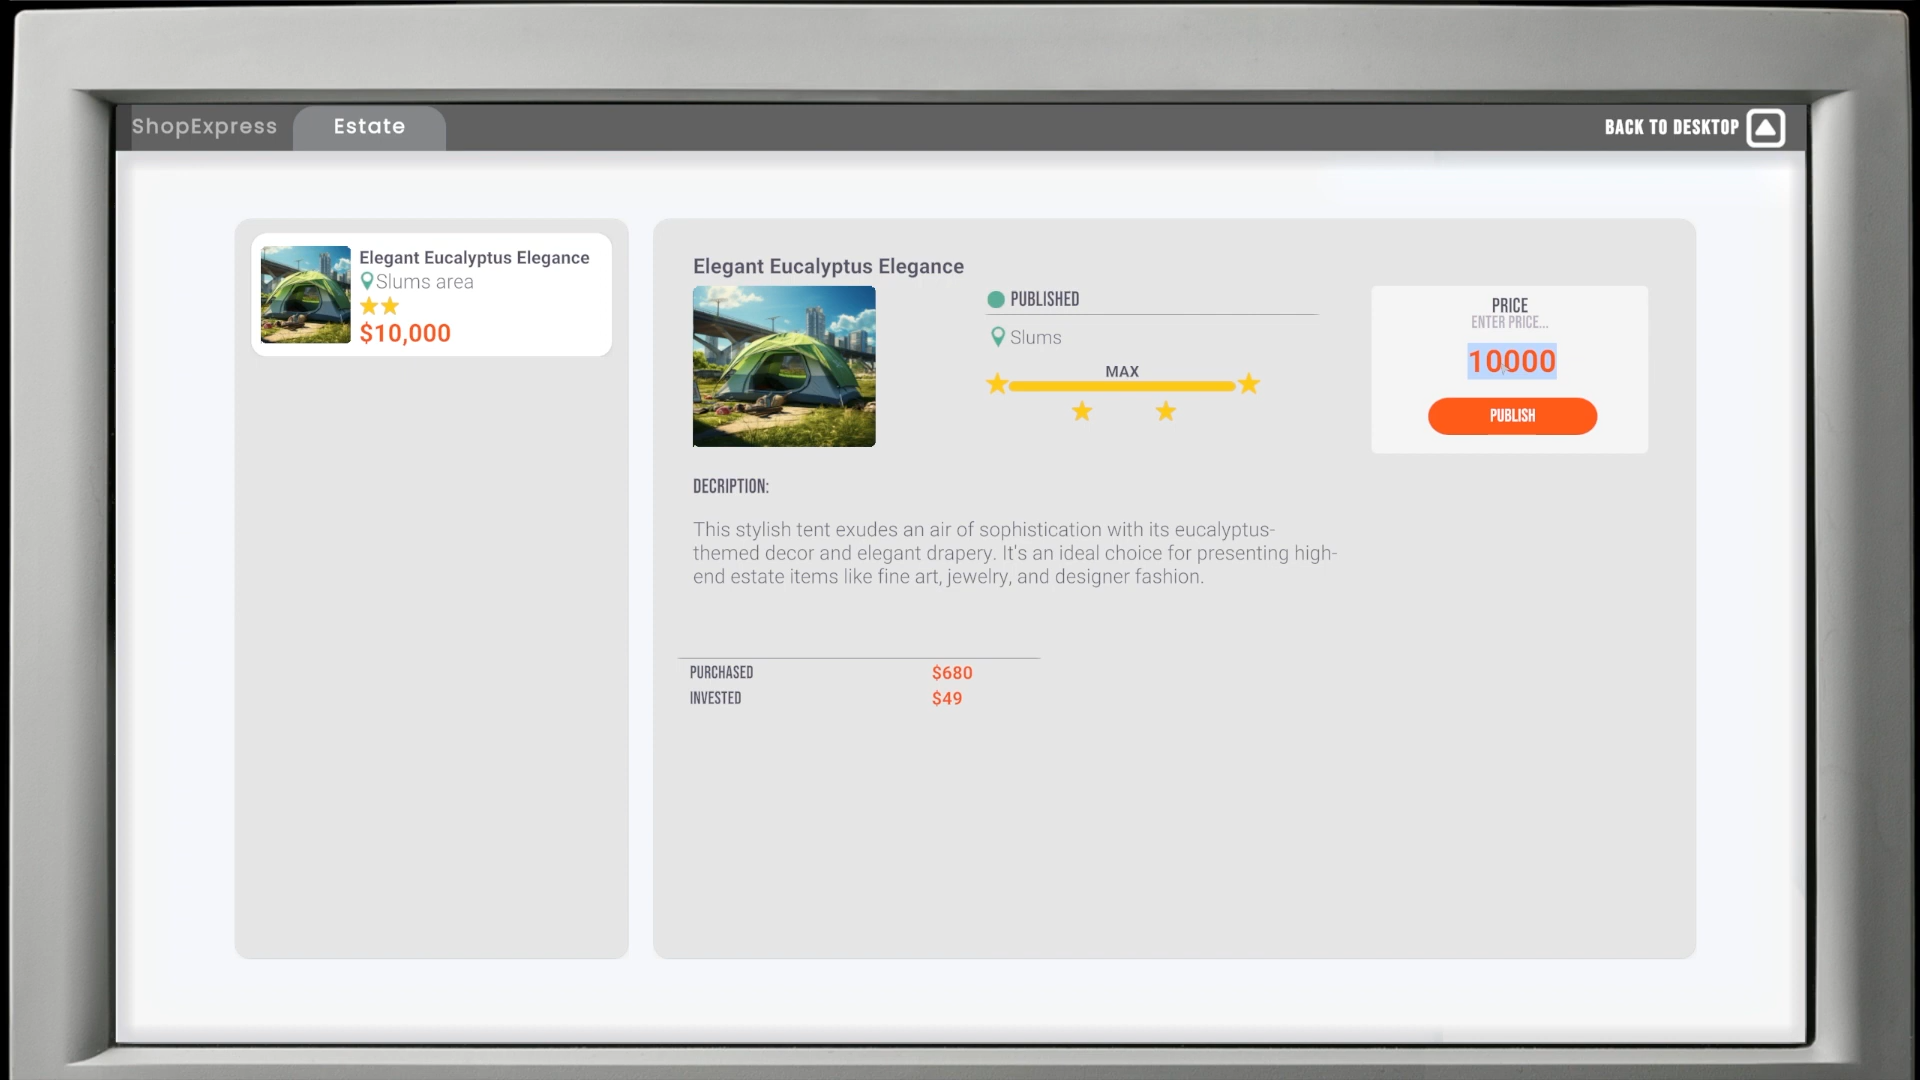 ShopExpress
Estate
BACK TO DESKTOP
Elegant Eucalyptus Elegance
Slums area
$10,000
Elegant Eucalyptus Elegance
PUBLISHED
Slums
MAX
PRICE
ENTER PRICE...
10000
PUBLISH
DECRIPTION:
This stylish tent exudes an air of sophistication with its eucalyptus-
themed decor and elegant drapery. It's an ideal choice for presenting high-
end estate items like fine art, jewelry, and designer fashion.
PURCHASED $680
INVESTED $49